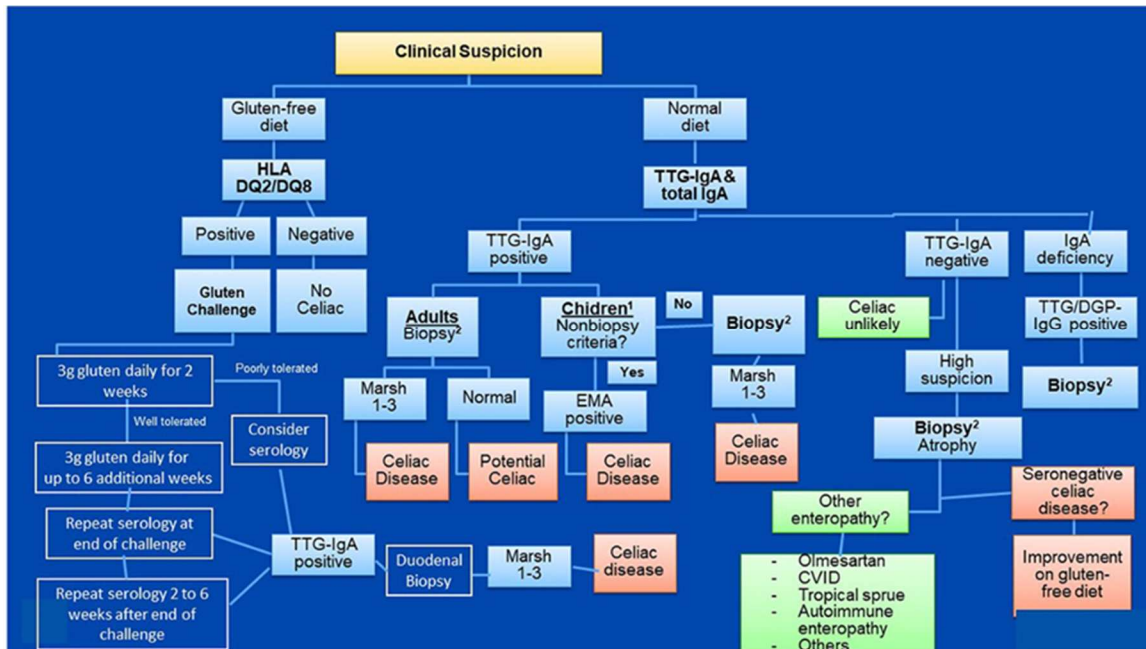 Clinical Suspicion
Gluten-free
diet
Normal
diet
HLA
DQ2/DQ8
TTG-IgA &
total IgA
Positive
Negative
TTG-IgA
positive
TTG-IgA
negative
IgA
deficiency
Gluten
Challenge
No
Celiac
Adults
Biopsy²
Chidren¹
Nonbiopsy
criteria?
No
Biopsy²
Celiac
unlikely
TTG/DGP-
IgG positive
Yes
High
suspicion
Biopsy²
3g gluten daily for 2
weeks
Poorly tolerated
Marsh
1-3
Normal
EMA
positive
Marsh
1-3
Well tolerated
Consider
serology
Biopsy²
Atrophy
3g gluten daily for
up to 6 additional weeks
Celiac
Disease
Potential
Celiac
Celiac
Disease
Celiac
Disease
Seronegative
celiac
disease?
Other
enteropathy?
Repeat serology at
end of challenge
TTG-IgA
positive
Duodenal
Biopsy
Marsh
1-3
Celiac
disease
Improvement
on gluten-
free diet
Repeat serology 2 to 6
weeks after end of
challenge
- Olmesartan
- CVID
- Tropical sprue
- Autoimmune
enteropathy
- Others